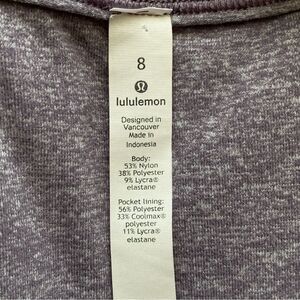 8
lululemon
Designed in
Vancouver
Made in
Indonesia
Body:
53% Nylon
38% Polyester
9% Lycra®
elastane
Pocket lining:
56% Polyester
33% Coolmax®
polyester
11% Lycra®
elastane